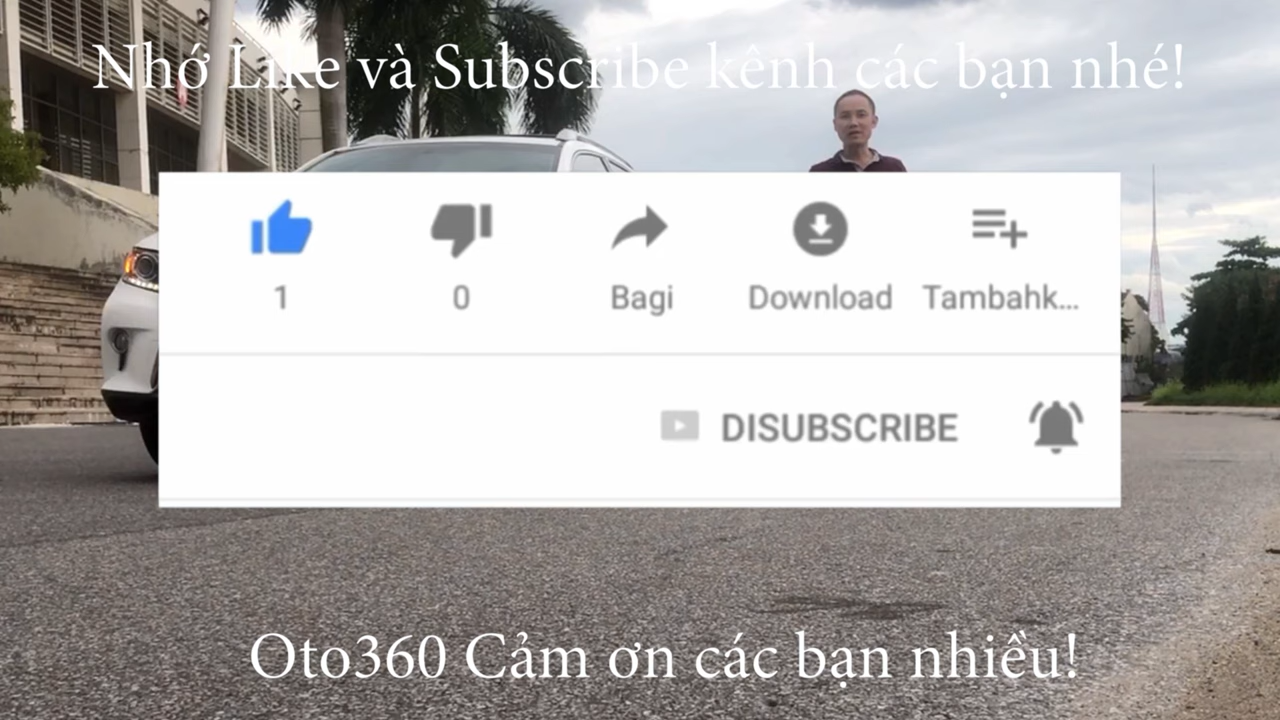 Nhớ Like và Subscribe kênh các bạn nhé!
1
0
Bagi
Download
Tambahk...
DISUBSCRIBE
Oto360 Cảm ơn các bạn nhiều!